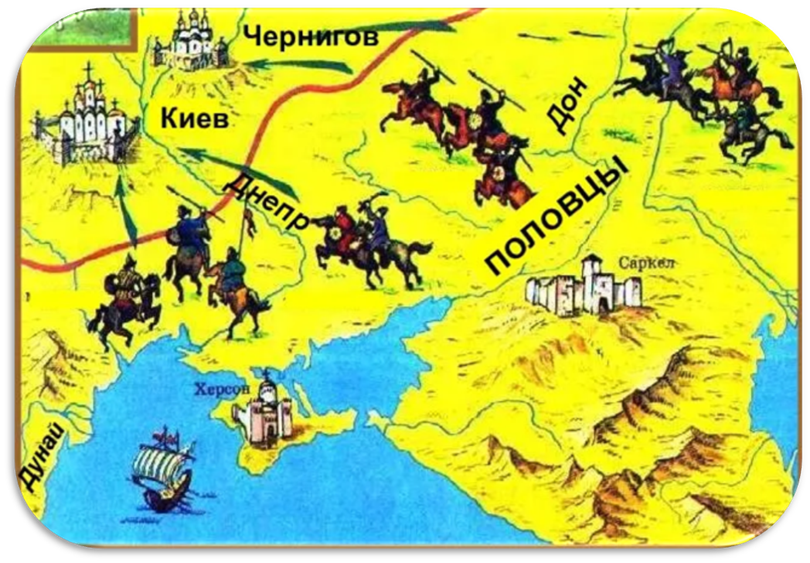 Чернигов
Киев
Дон
Днепр
ПОЛОВЦЫ
Саркел
Херсон
Дунай